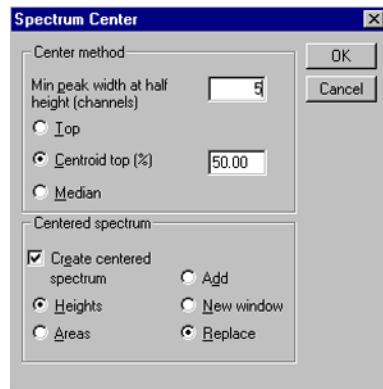 Spectrum Center
Center method
OK
Min peak width at half
height (channels)
5
Cancel
Top
Centroid top (%)
50.00
Median
Centered spectrum
Create centered
spectrum
Add
Heights
New window
Areas
Replace